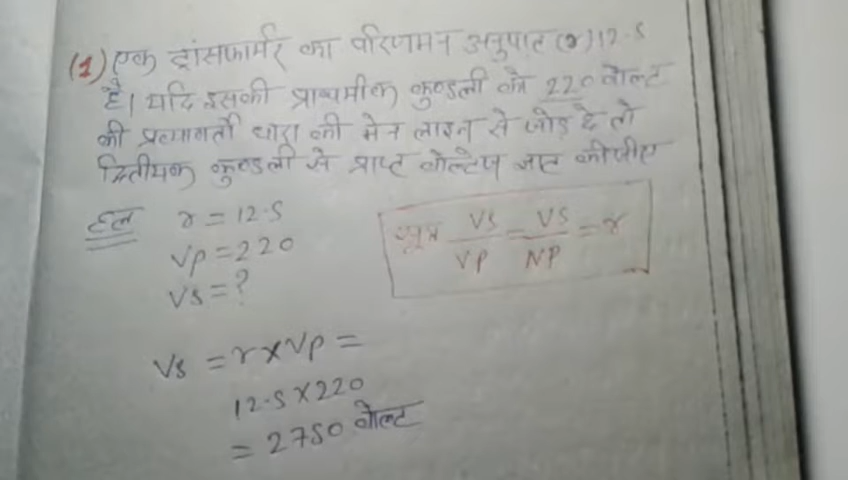 (1) एक ट्रांसफार्मर का परिणमन अनुपात (r) 12.5
है। यदि इसकी प्राथमीक कुण्डली को 220 वोल्ट
की प्रत्यावर्ती धारा की मेन लाइन से जोड़ दे तो
द्वितीयक कुण्डली से प्राप्त वोल्टेज ज्ञात कीजीए
हल r = 12.5
VP = 220
VS = ?
सूत्र VS/VP = VS/NP = r
VS = r x VP =
12.5 x 220
= 2750 वोल्ट